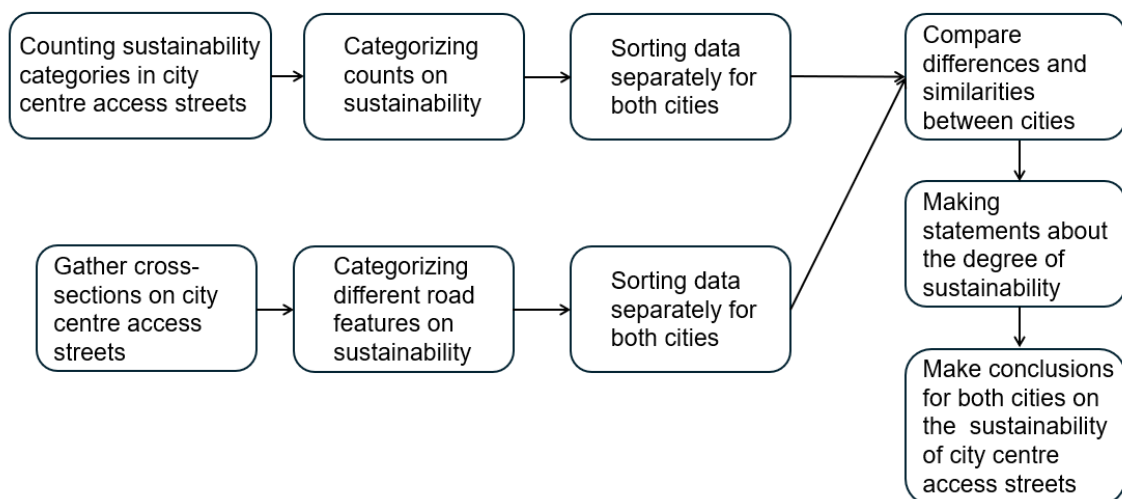 Counting sustainability
categories in city
centre access streets
Categorizing
counts on
sustainability
Sorting data
separately for
both cities
Compare
differences and
similarities
between cities
Gather cross-
sections on city
centre access
streets
Categorizing
different road
features on
sustainability
Sorting data
separately for
both cities
Making
statements about
the degree of
sustainability
Make conclusions
for both cities on
the  sustainability
of city centre
access streets